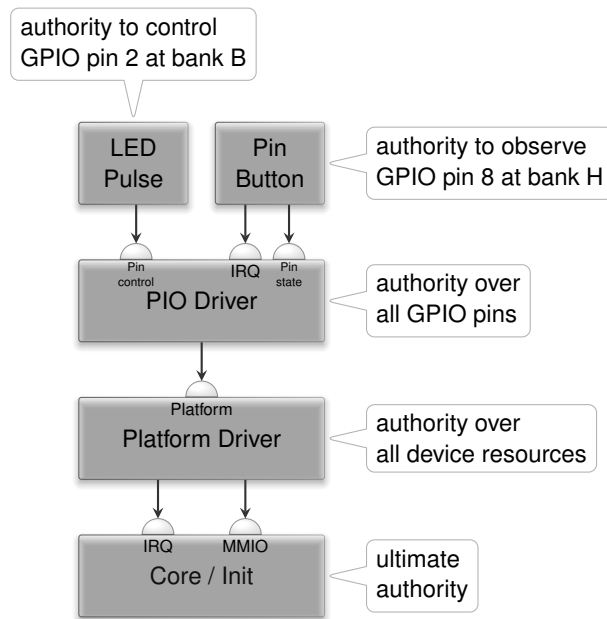 authority to control
GPIO pin 2 at bank B
LED
Pulse
Pin
Button
authority to observe
GPIO pin 8 at bank H
Pin
control
IRQ
Pin
state
PIO Driver
authority over
all GPIO pins
Platform
Platform Driver
authority over
all device resources
IRQ
MMIO
Core / Init
ultimate
authority